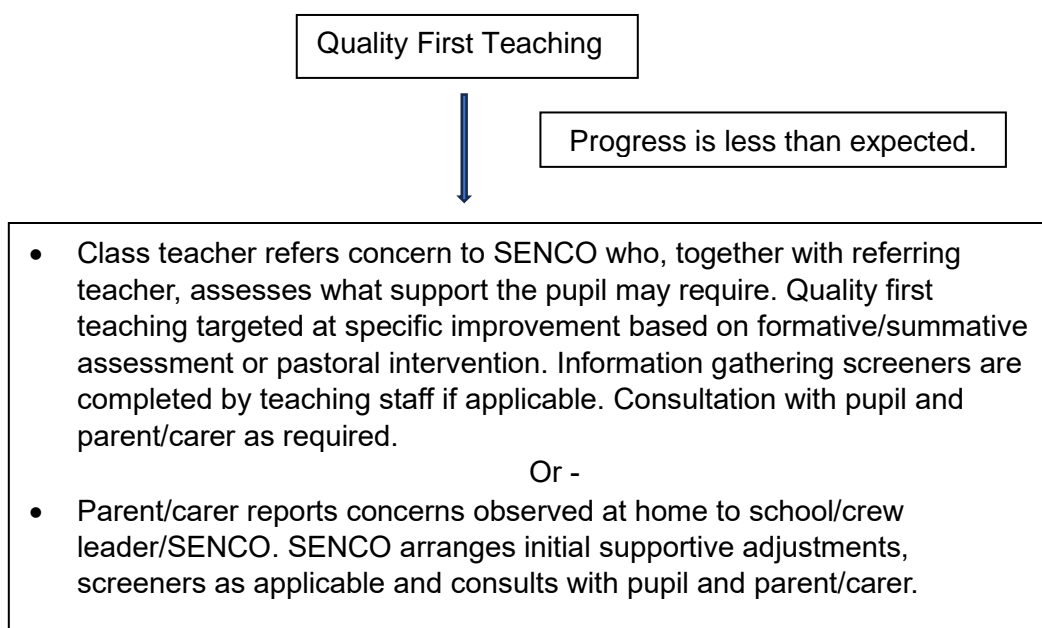 Quality First Teaching
Progress is less than expected.
• Class teacher refers concern to SENCO who, together with referring
teacher, assesses what support the pupil may require. Quality first
teaching targeted at specific improvement based on formative/summative
assessment or pastoral intervention. Information gathering screeners are
completed by teaching staff if applicable. Consultation with pupil and
parent/carer as required.
Or -
• Parent/carer reports concerns observed at home to school/crew
leader/SENCO. SENCO arranges initial supportive adjustments,
screeners as applicable and consults with pupil and parent/carer.